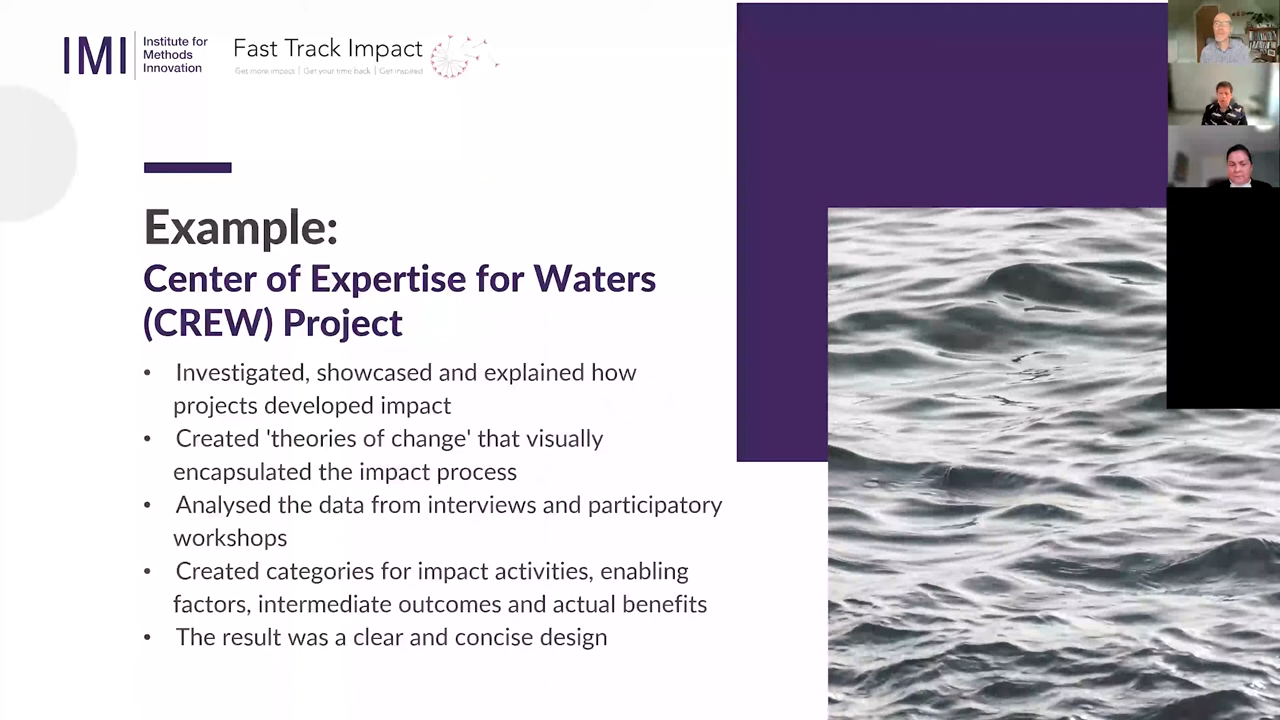 IMI
Institute for
Methods
Innovation
Fast Track Impact
Get more impact | Get your time back | Get inspired
Example:
Center of Expertise for Waters
(CREW) Project
• Investigated, showcased and explained how
projects developed impact
• Created 'theories of change' that visually
encapsulated the impact process
• Analysed the data from interviews and participatory
workshops
• Created categories for impact activities, enabling
factors, intermediate outcomes and actual benefits
• The result was a clear and concise design